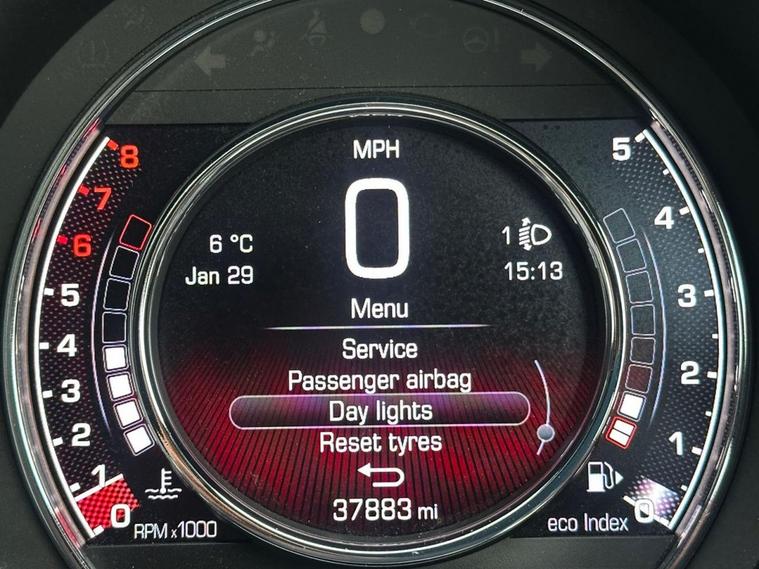 MPH
0
6 °C
1
Jan 29
15:13
Menu
Service
Passenger airbag
Day lights
Reset tyres
37883 mi
8
7
6
5
4
3
2
1
0
RPM x1000
5
4
3
2
1
0
eco Index